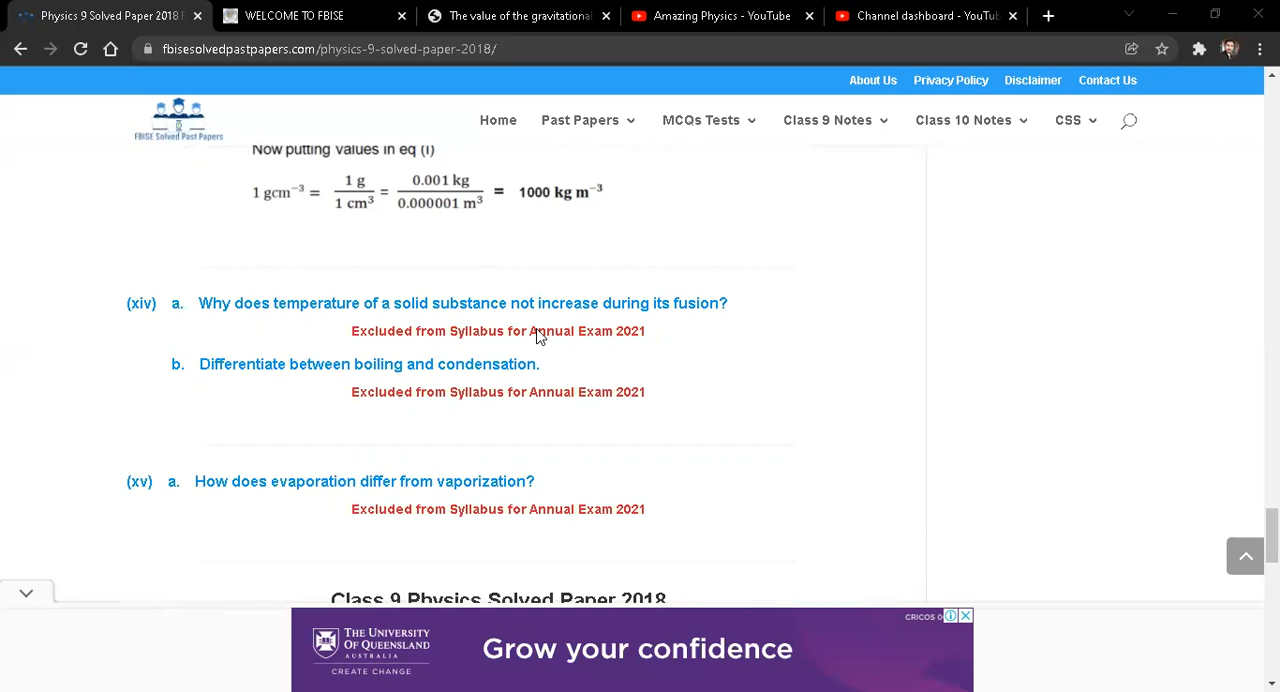 Physics 9 Solved Paper 2018 F
WELCOME TO FBISE
The value of the gravitational
Amazing Physics - YouTube
Channel dashboard - YouTub
fbisesolvedpastpapers.com/physics-9-solved-paper-2018/
About Us Privacy Policy Disclaimer Contact Us
FBISE Solved Past Papers
Home Past Papers MCQs Tests Class 9 Notes Class 10 Notes CSS
Now putting values in eq (i)
1 gcm⁻³ = 1 g / 1 cm³ = 0.001 kg / 0.000001 m³ = 1000 kg m⁻³
(xiv) a. Why does temperature of a solid substance not increase during its fusion?
Excluded from Syllabus for Annual Exam 2021
b. Differentiate between boiling and condensation.
Excluded from Syllabus for Annual Exam 2021
(xv) a. How does evaporation differ from vaporization?
Excluded from Syllabus for Annual Exam 2021
Class 9 Physics Solved Paper 2018
CRICOS 0
THE UNIVERSITY
OF QUEENSLAND
AUSTRALIA
CREATE CHANGE
Grow your confidence